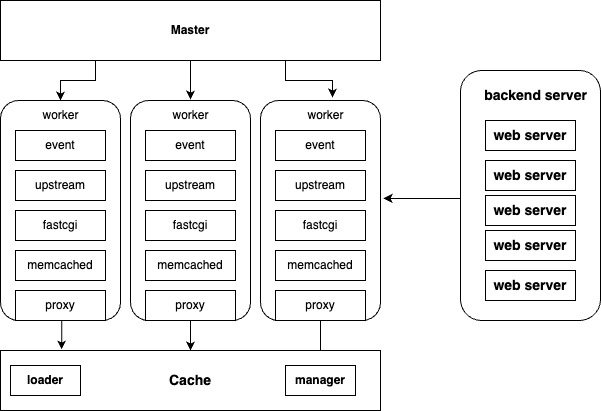 Master
worker
event
upstream
fastcgi
memcached
proxy
worker
event
upstream
fastcgi
memcached
proxy
worker
event
upstream
fastcgi
memcached
proxy
backend server
web server
web server
web server
web server
web server
loader
Cache
manager